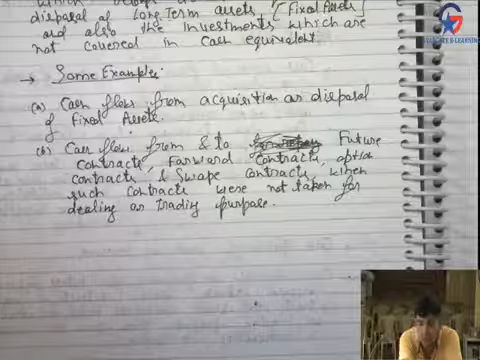 disposal of Long Term assets (Fixed Assets)
and also the investments which are
not covered in Cash equivalent.
→ Some Examples
(a) Cash flow from acquisition or disposal
of Fixed Assets.
(b) Cash flow from & to Future
Contracts, Forward Contracts, option
contracts, & Swaps contracts, when
such contracts were not taken for
dealing or trading purpose.